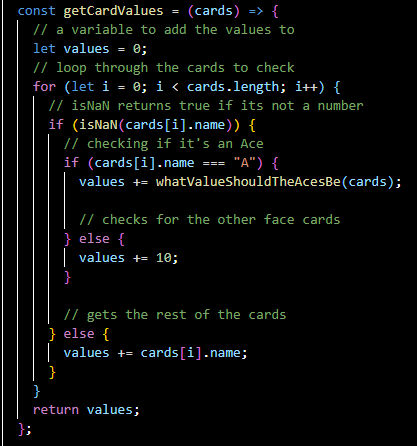 const getCardValues = (cards) => {
  // a variable to add the values to
  let values = 0;
  // loop through the cards to check
  for (let i = 0; i < cards.length; i++) {
    // isNaN returns true if its not a number
    if (isNaN(cards[i].name)) {
      // checking if it's an Ace
      if (cards[i].name === "A") {
        values += whatValueShouldTheAcesBe(cards);

        // checks for the other face cards
      } else {
        values += 10;
      }

      // gets the rest of the cards
    } else {
      values += cards[i].name;
    }
  }
  return values;
};